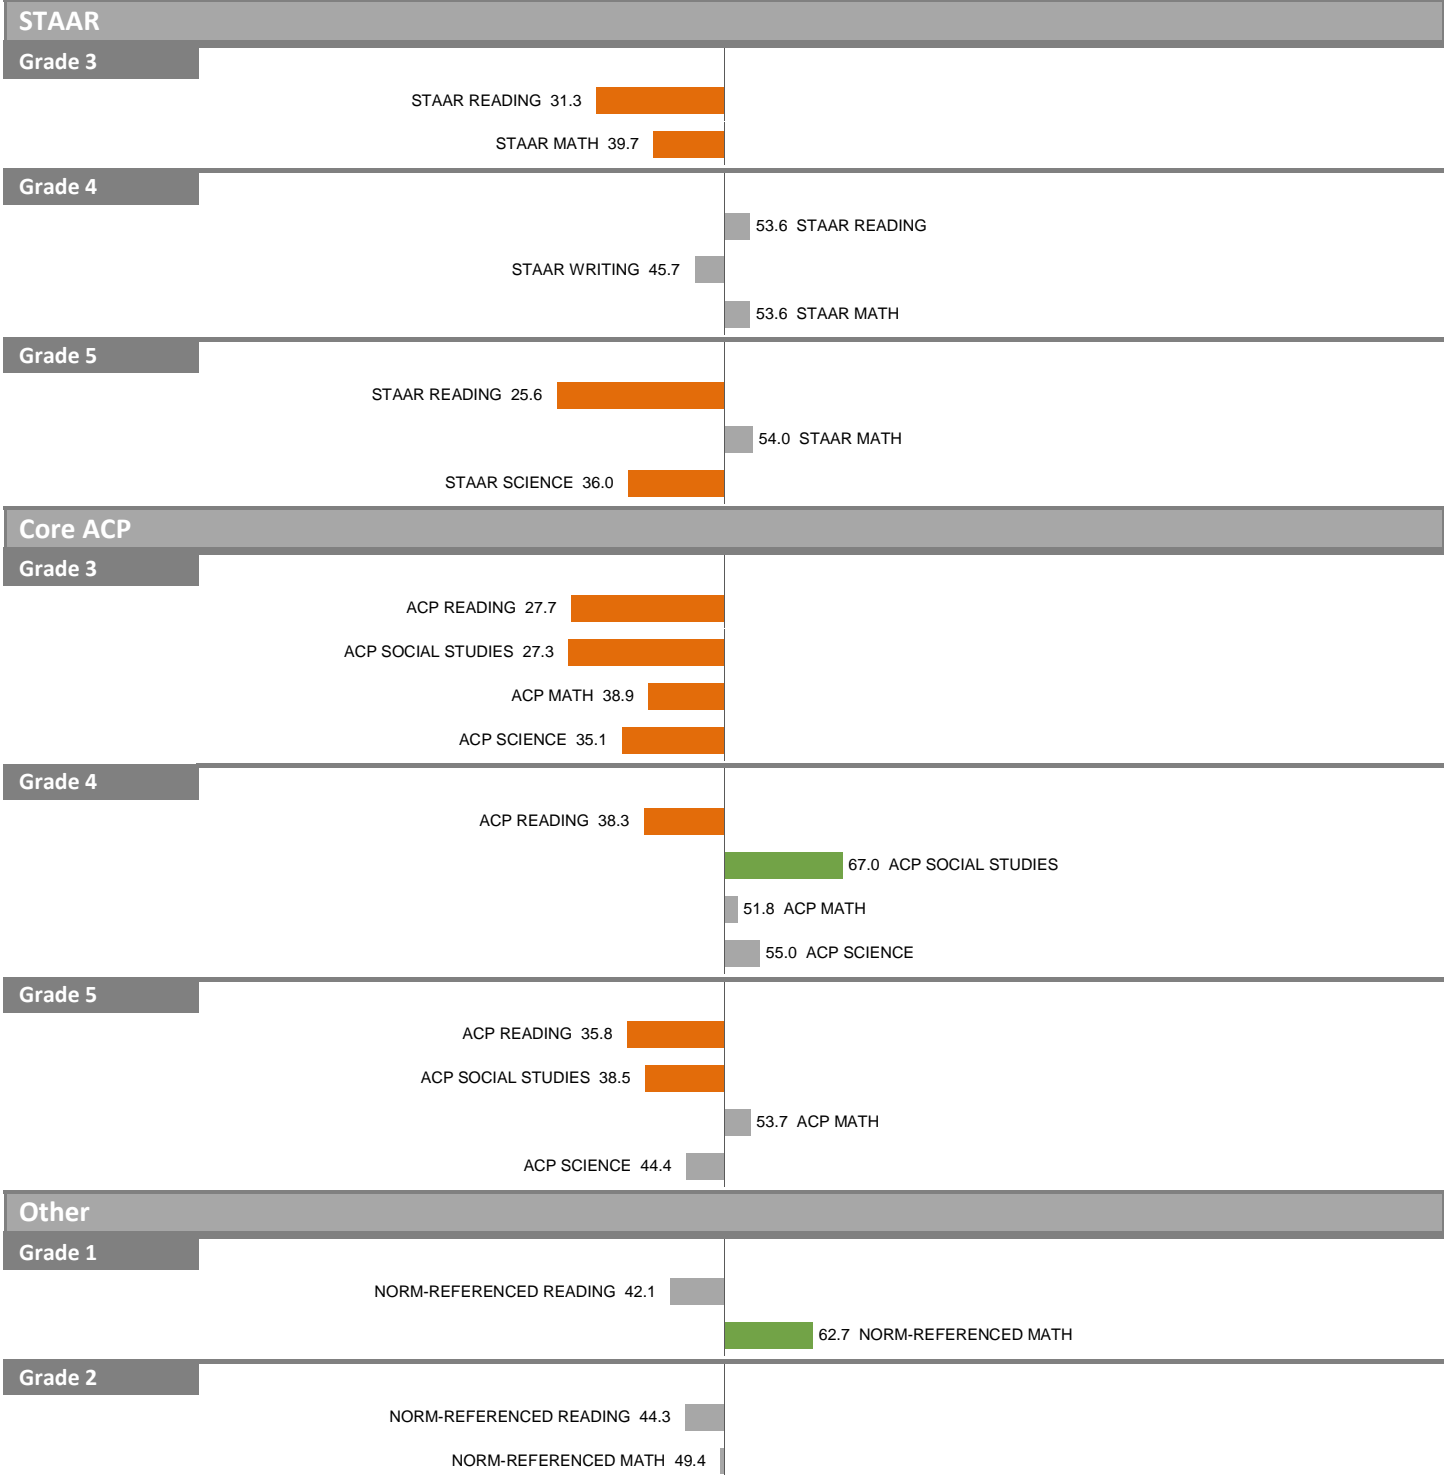 STAAR
Grade 3
STAAR READING 31.3
STAAR MATH 39.7
Grade 4
53.6 STAAR READING
STAAR WRITING 45.7
53.6 STAAR MATH
Grade 5
STAAR READING 25.6
54.0 STAAR MATH
STAAR SCIENCE 36.0
Core ACP
Grade 3
ACP READING 27.7
ACP SOCIAL STUDIES 27.3
ACP MATH 38.9
ACP SCIENCE 35.1
Grade 4
ACP READING 38.3
67.0 ACP SOCIAL STUDIES
51.8 ACP MATH
55.0 ACP SCIENCE
Grade 5
ACP READING 35.8
ACP SOCIAL STUDIES 38.5
53.7 ACP MATH
ACP SCIENCE 44.4
Other
Grade 1
NORM-REFERENCED READING 42.1
62.7 NORM-REFERENCED MATH
Grade 2
NORM-REFERENCED READING 44.3
NORM-REFERENCED MATH 49.4